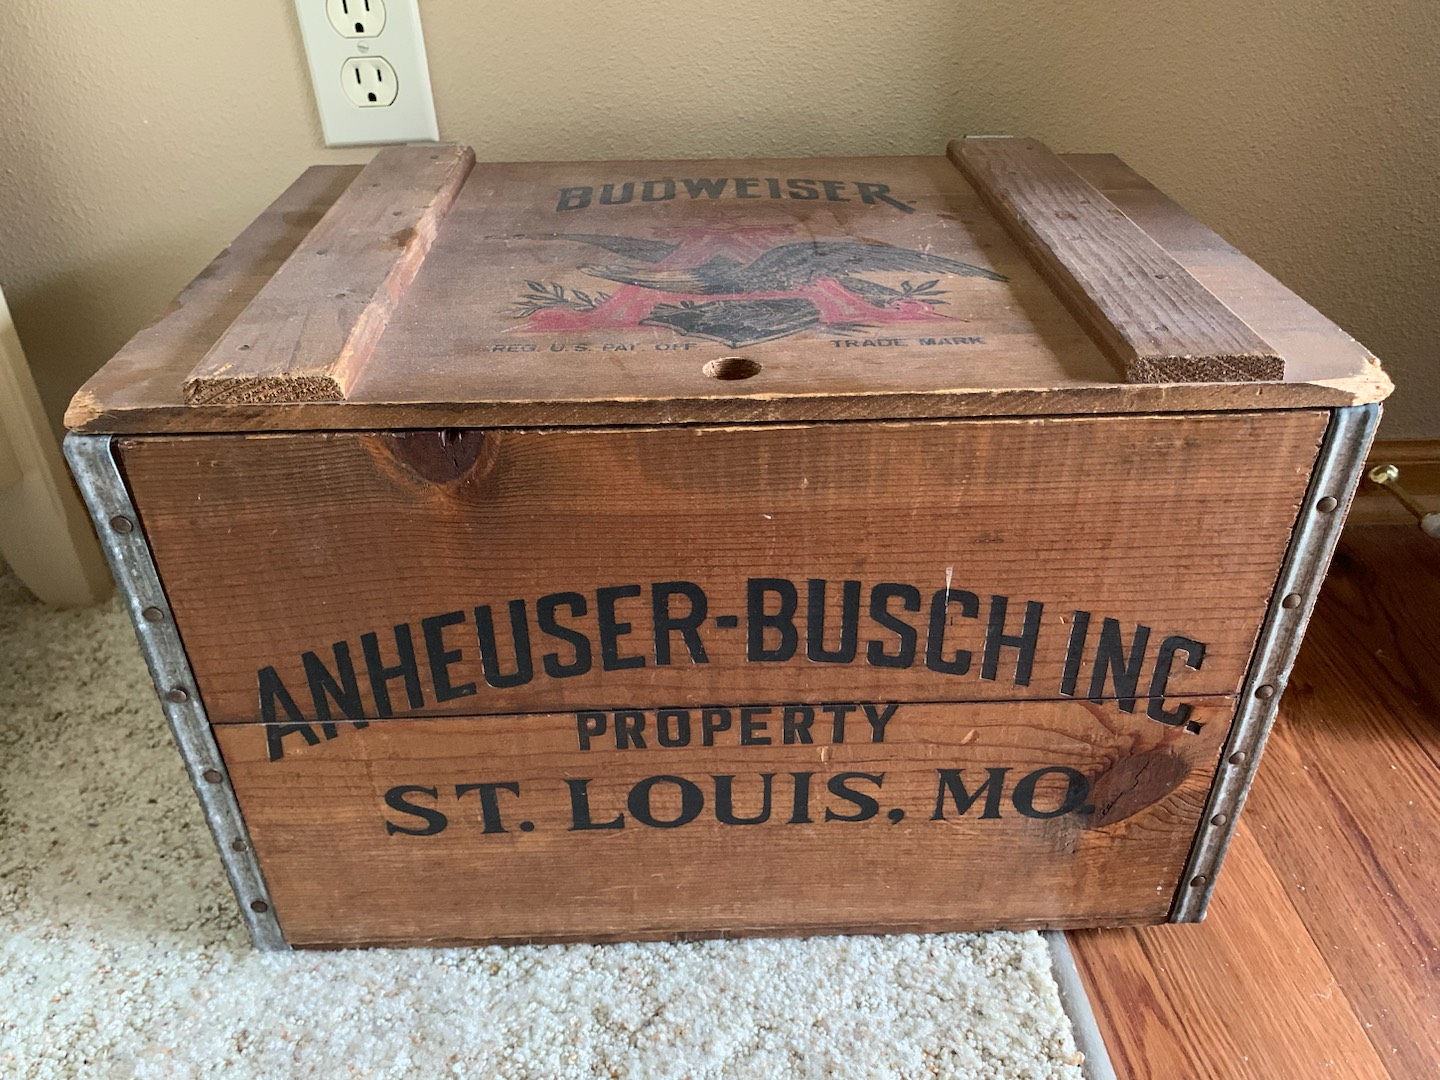 BUDWEISER
REG. U.S. PAT. OFF. TRADE MARK
ANHEUSER-BUSCH INC.
PROPERTY
ST. LOUIS, MO.